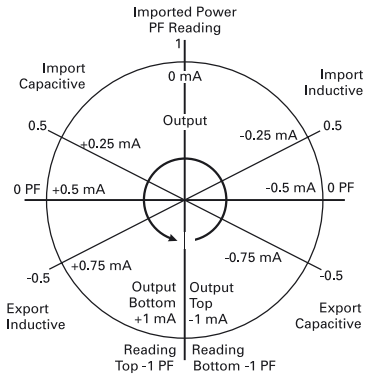 Imported Power
PF Reading
1
Import
Capacitive
0 mA
Import
Inductive
Output
0.5
+0.25 mA
-0.25 mA
0.5
0 PF
+0.5 mA
-0.5 mA
0 PF
-0.5
+0.75 mA
-0.75 mA
-0.5
Export
Inductive
Output
Bottom
+1 mA
Output
Top
-1 mA
Export
Capacitive
Reading
Top -1 PF
Reading
Bottom -1 PF